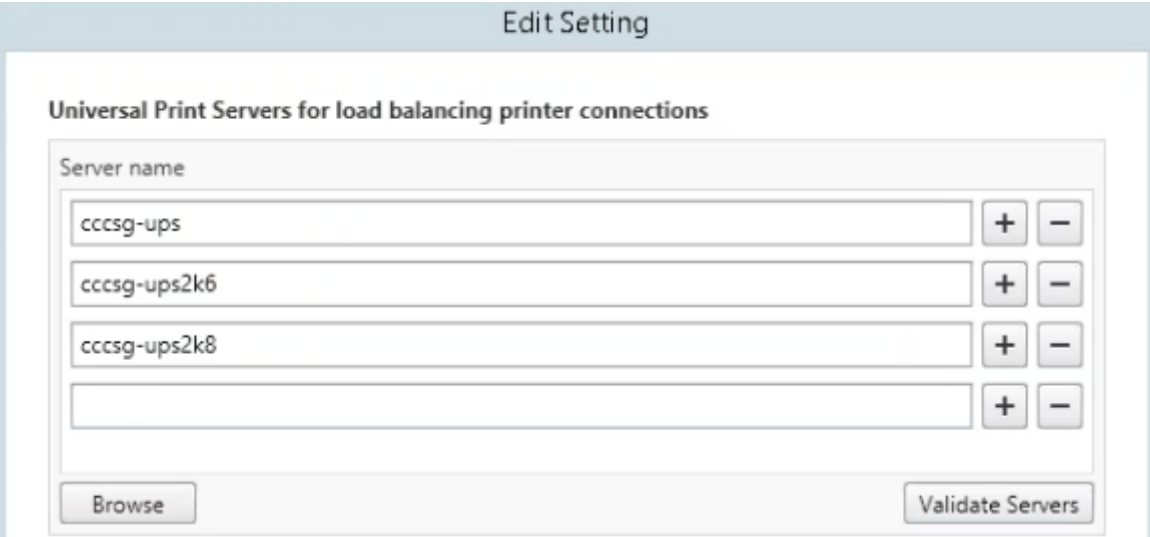 Edit Setting
Universal Print Servers for load balancing printer connections
Server name
cccsg-ups
+ −
cccsg-ups2k6
+ −
cccsg-ups2k8
+ −
+ −
Browse
Validate Servers